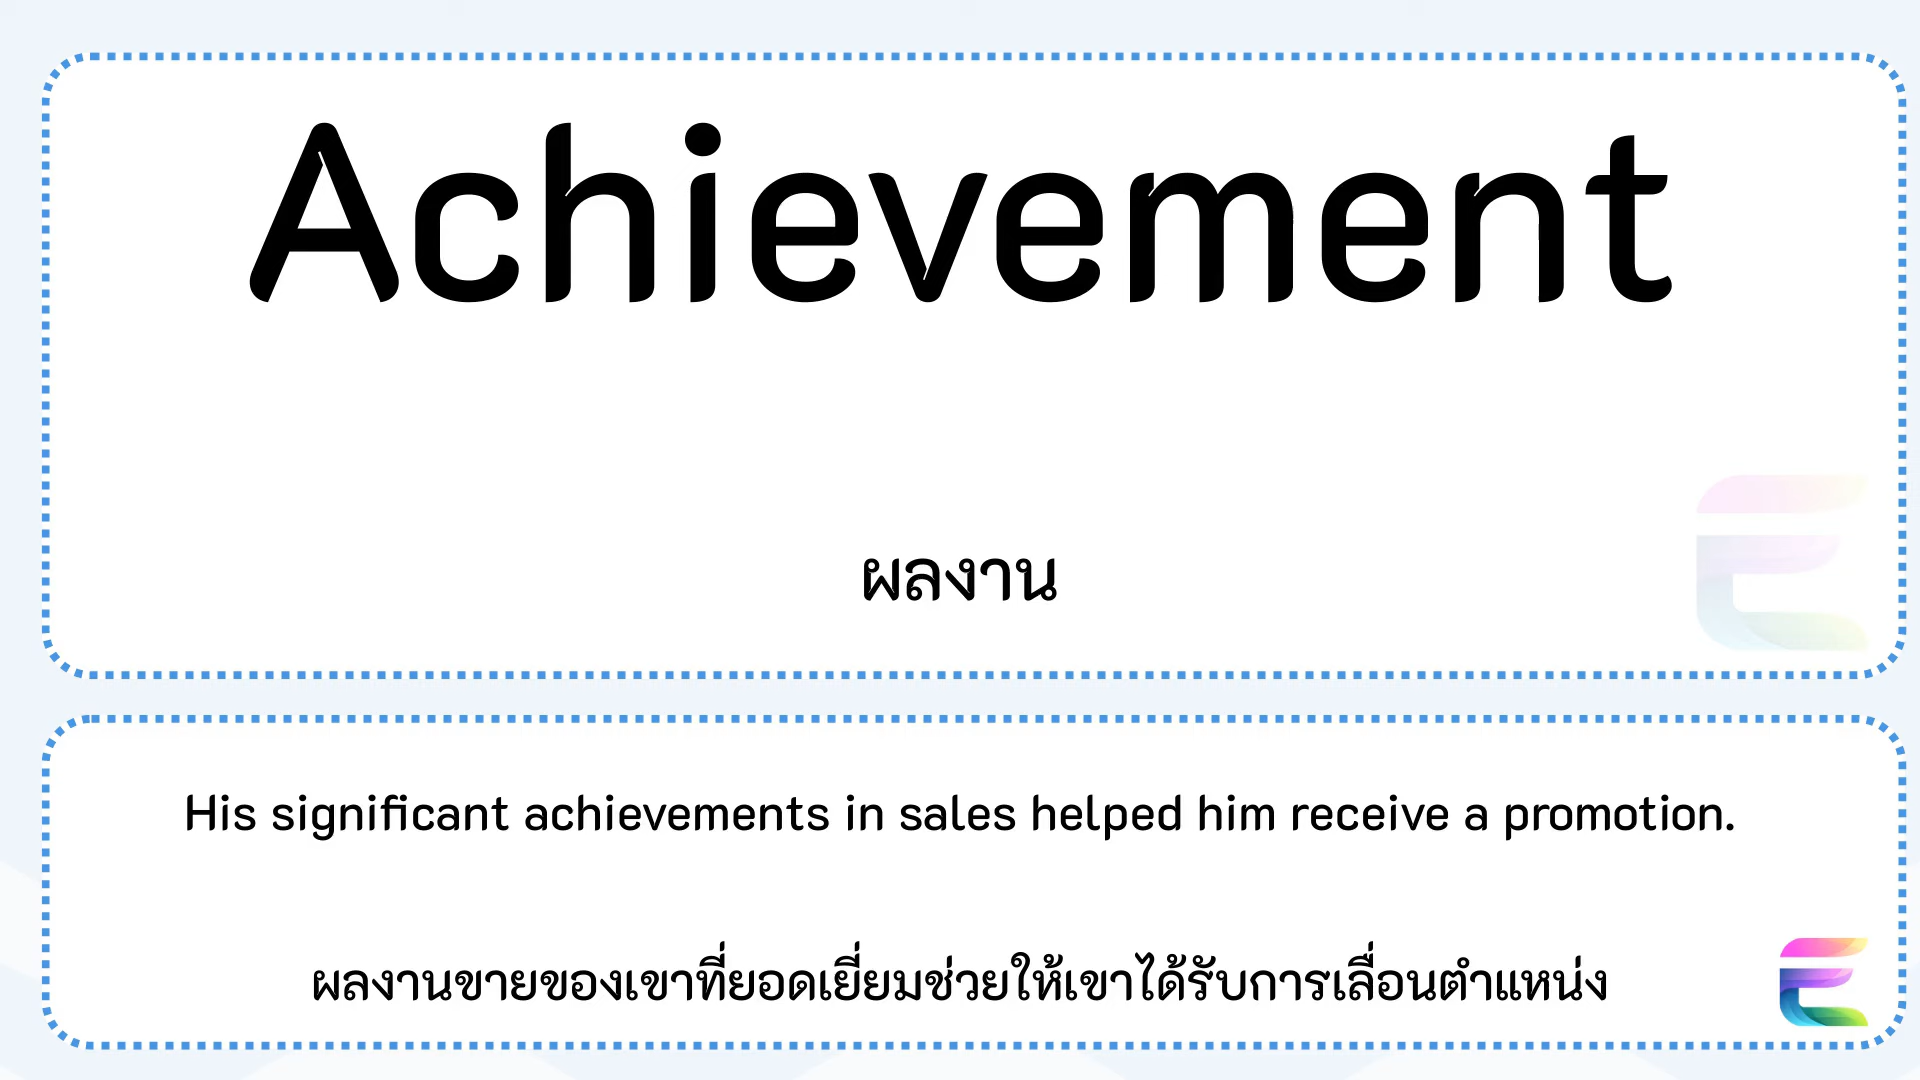 Achievement
ผลงาน
His significant achievements in sales helped him receive a promotion.
ผลงานขายของเขาที่ยอดเยี่ยมช่วยให้เขาได้รับการเลื่อนตำแหน่ง